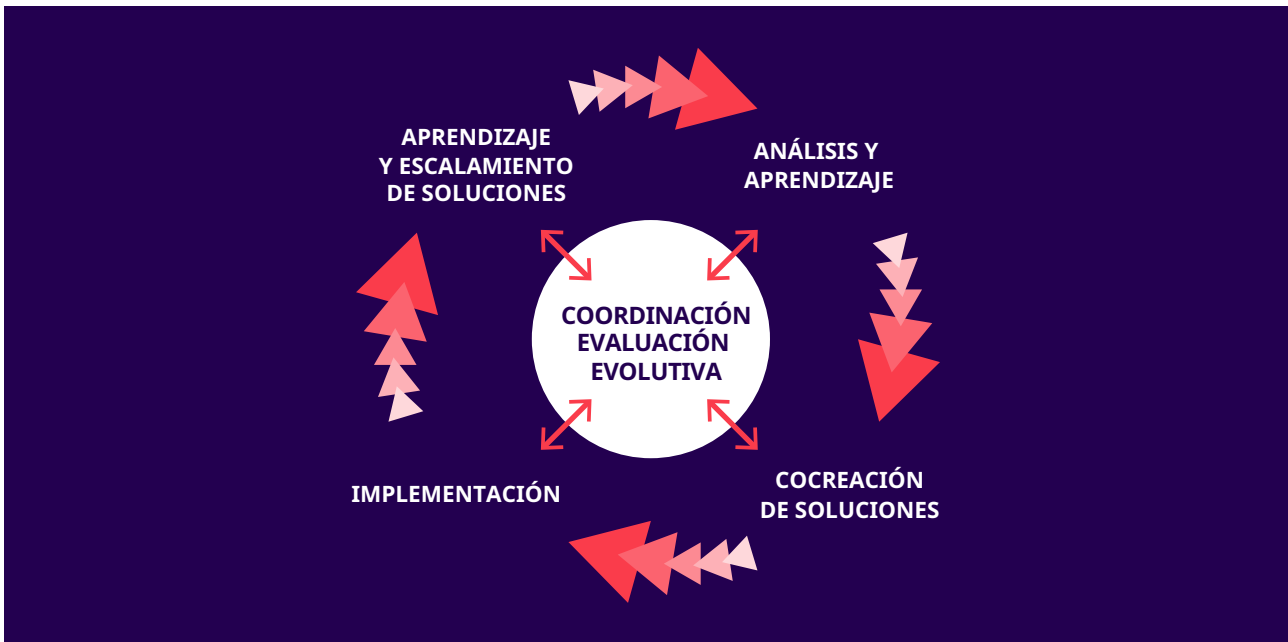 APRENDIZAJE
Y ESCALAMIENTO
DE SOLUCIONES
ANÁLISIS Y
APRENDIZAJE
COORDINACIÓN
EVALUACIÓN
EVOLUTIVA
IMPLEMENTACIÓN
COCREACIÓN
DE SOLUCIONES